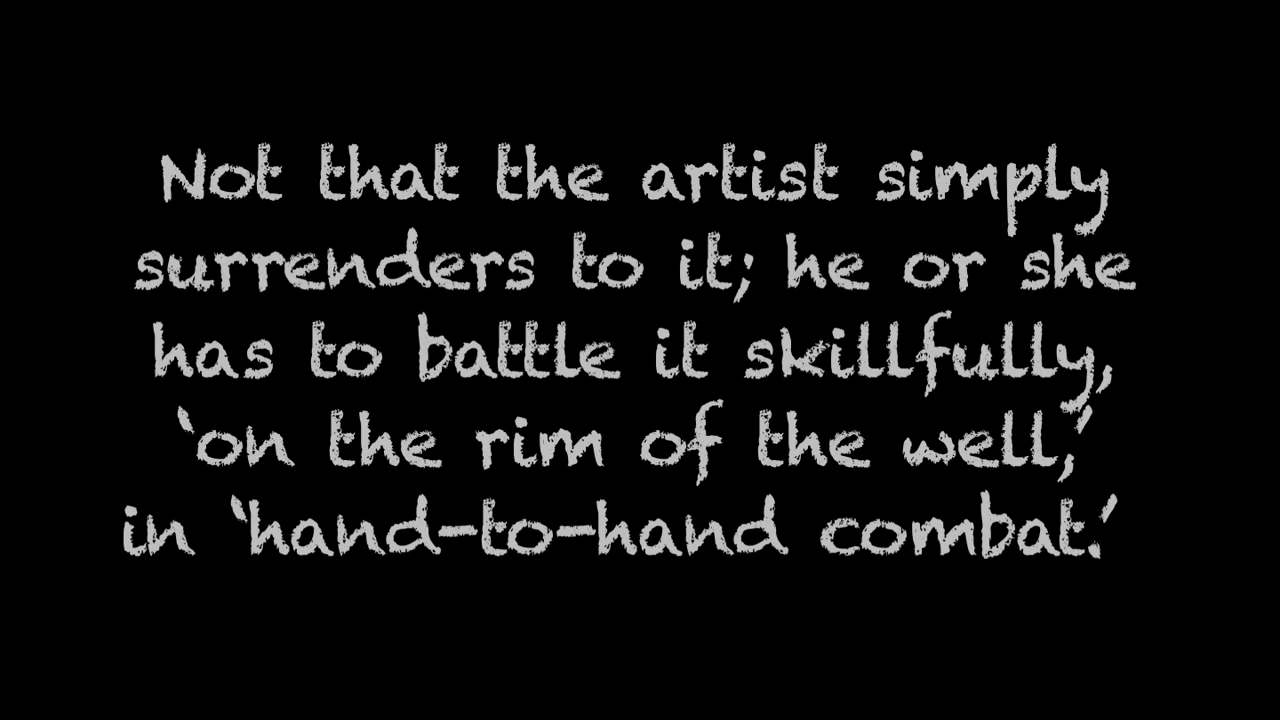 Not that the artist simply
surrenders to it; he or she
has to battle it skillfully,
‘on the rim of the well,’
in ‘hand-to-hand combat.’